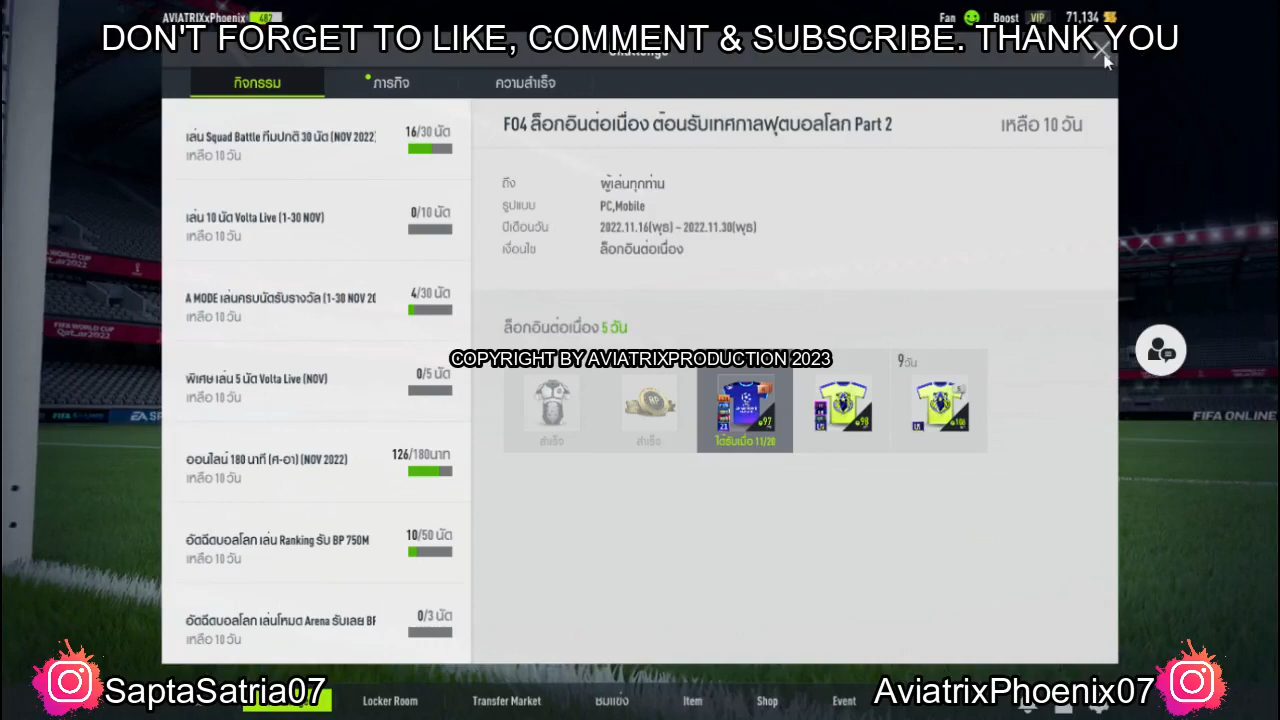 AVIATRIXxPhoenix
Fan Boost VIP 71,134
DON'T FORGET TO LIKE, COMMENT & SUBSCRIBE. THANK YOU
กิจกรรม ภารกิจ ความสำเร็จ
เล่น Squad Battle ทีมปกติ 30 นัด (NOV 2022) 16/30 นัด
เหลือ 10 วัน
เล่น 10 นัด Volta Live (1-30 NOV) 0/10 นัด
เหลือ 10 วัน
A MODE เล่นครบนัดรับรางวัล (1-30 NOV 20 4/30 นัด
เหลือ 10 วัน
พิเศษ เล่น 5 นัด Volta Live (NOV) 0/5 นัด
เหลือ 10 วัน
ออนไลน์ 180 นาที (ศ-อา) (NOV 2022) 126/180นาท
เหลือ 10 วัน
อัดฉีดบอลโลก เล่น Ranking รับ BP 750M 10/50 นัด
เหลือ 10 วัน
อัดฉีดบอลโลก เล่นโหมด Arena รับเลย BF 0/3 นัด
เหลือ 10 วัน
FO4 ล็อกอินต่อเนื่อง ต้อนรับเทศกาลฟุตบอลโลก Part 2 เหลือ 10 วัน
ถึง ผู้เล่นทุกท่าน
รูปแบบ PC,Mobile
ปีเดือนวัน 2022.11.16(พุธ) ~ 2022.11.30(พุธ)
เงื่อนไข ล็อกอินต่อเนื่อง
ล็อกอินต่อเนื่อง 5 วัน
COPYRIGHT BY AVIATRIXPRODUCTION 2023
9วัน
97 98
สำเร็จ สำเร็จ ได้รับเมื่อ 11/20
FIFA WORLD CUP
Qatar2022
EA SP
FIFA ONLINE
SaptaSatria07
Locker Room Transfer Market Item Shop Event
AviatrixPhoenix07